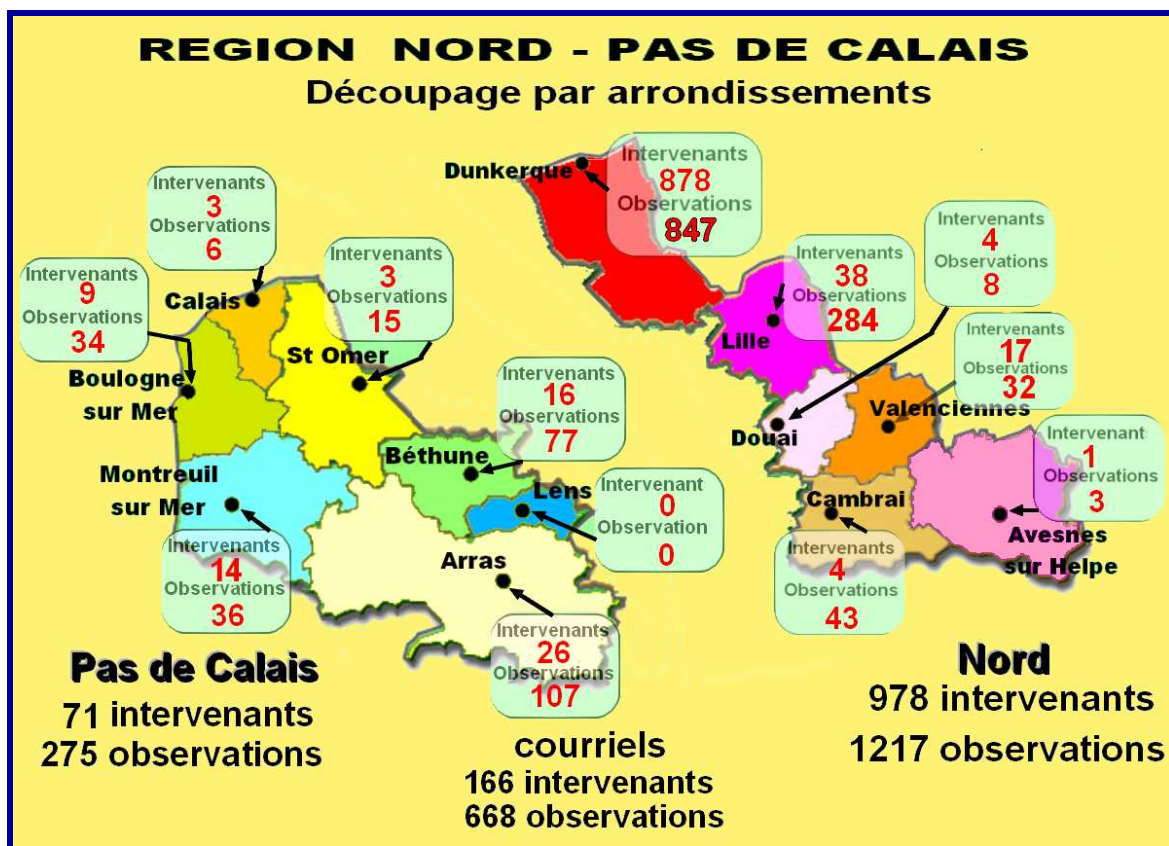 REGION NORD - PAS DE CALAIS
Découpage par arrondissements
Dunkerque
Intervenants
878
Observations
847
Intervenants
3
Observations
6
Calais
Intervenants
9
Observations
34
Boulogne
sur Mer
Intervenants
3
Observations
15
St Omer
Intervenants
16
Observations
77
Béthune
Montreuil
sur Mer
Intervenants
14
Observations
36
Lens
Intervenant
0
Observation
0
Arras
Intervenants
26
Observations
107
Intervenants
38
Observations
284
Lille
Intervenants
4
Observations
8
Douai
Intervenants
17
Observations
32
Valenciennes
Intervenant
1
Observations
3
Avesnes
sur Helpe
Cambrai
Intervenants
4
Observations
43
Pas de Calais
71 intervenants
275 observations
courriels
166 intervenants
668 observations
Nord
978 intervenants
1217 observations